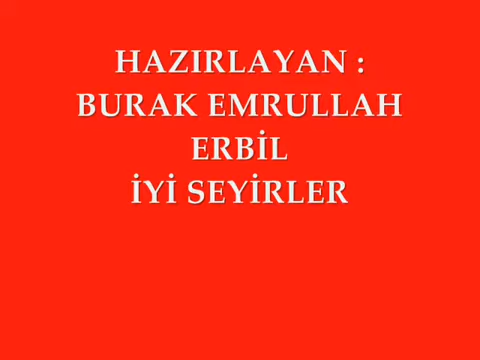 HAZIRLAYAN :
BURAK EMRULLAH
ERBİL
İYİ SEYİRLER